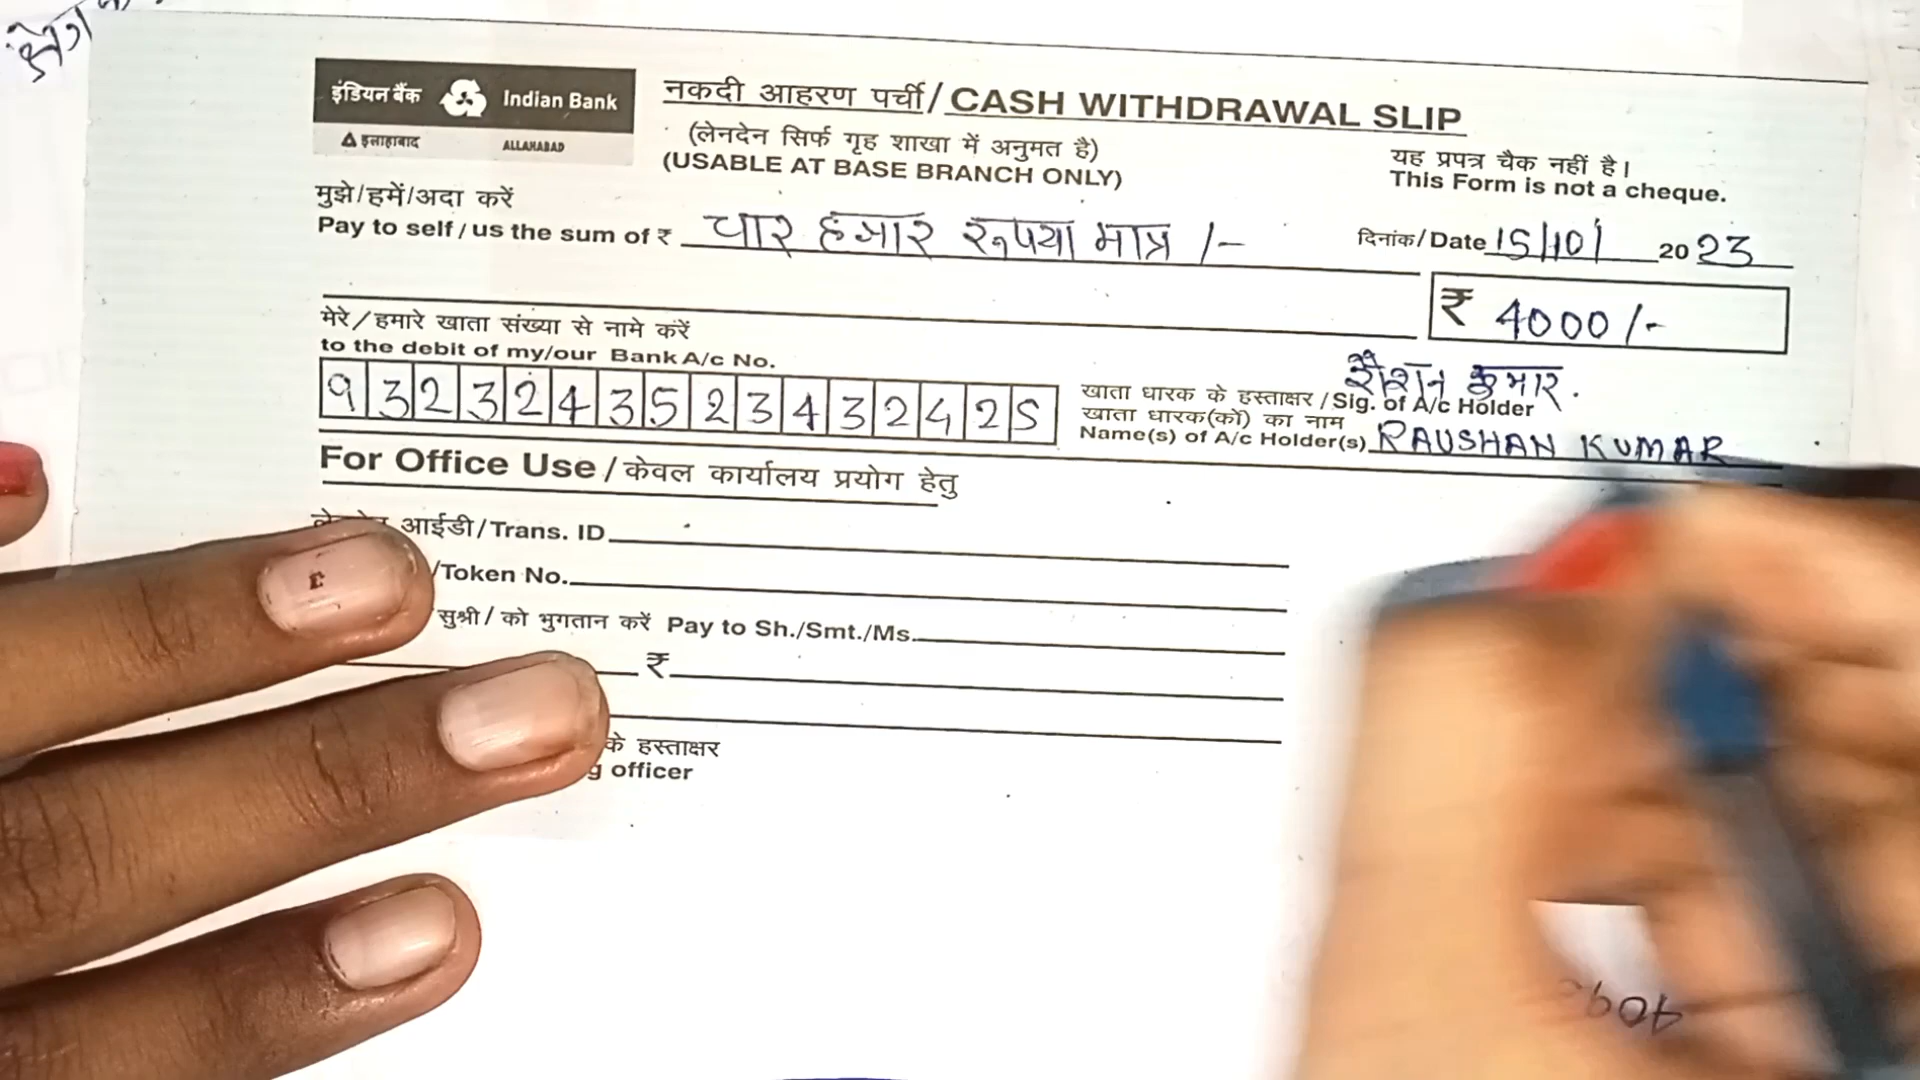 इंडियन बैंक Indian Bank
इलाहाबाद ALLAHABAD
नकदी आहरण पर्ची/CASH WITHDRAWAL SLIP
(लेनदेन सिर्फ गृह शाखा में अनुमत है)
(USABLE AT BASE BRANCH ONLY)
यह प्रपत्र चैक नहीं है।
This Form is not a cheque.
मुझे/हमें/अदा करें
Pay to self/us the sum of ₹ चार हजार रूपया मात्र /-
दिनांक/Date 15/10/ 2023
₹ 4000/-
मेरे/हमारे खाता संख्या से नामे करें
to the debit of my/our Bank A/c No.
9323243523432425
रौशन कुमार.
खाता धारक के हस्ताक्षर/Sig. of A/c Holder
खाता धारक(कों) का नाम
Name(s) of A/c Holder(s) RAUSHAN KUMAR
For Office Use/केवल कार्यालय प्रयोग हेतु
आईडी/Trans. ID
/Token No.
सुश्री/ को भुगतान करें Pay to Sh./Smt./Ms.
₹
के हस्ताक्षर
officer